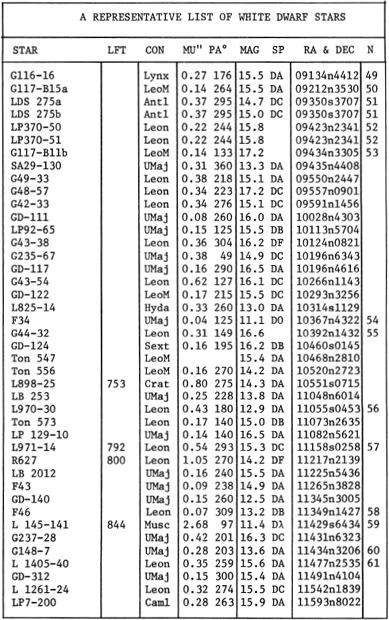 A REPRESENTATIVE LIST OF WHITE DWARF STARS
STAR LFT CON MU" PA° MAG SP RA & DEC N
G116-16 Lynx 0.27 176 15.5 DA 09134n4412 49
G117-B15a LeoM 0.14 264 15.5 DA 09212n3530 50
LDS 275a Antl 0.37 295 14.7 DC 09350s3707 51
LDS 275b Antl 0.37 295 15.0 DC 09350s3707 51
LP370-50 Leon 0.22 244 15.8 09423n2341 52
LP370-51 Leon 0.22 244 15.8 09423n2341 52
G117-B11b LeoM 0.14 133 17.2 09434n3305 53
SA29-130 UMaj 0.31 360 13.3 DA 09435n4408
G49-33 Leon 0.38 218 15.1 DA 09550n2447
G48-57 Leon 0.34 223 17.2 DC 09557n0901
G42-33 Leon 0.34 276 15.1 DC 09591n1456
GD-111 UMaj 0.08 260 16.0 DA 10028n4303
LP92-65 UMaj 0.15 125 15.5 DB 10113n5704
G43-38 Leon 0.36 304 16.2 DF 10124n0821
G235-67 UMaj 0.38 49 14.9 DC 10196n6343
GD-117 UMaj 0.16 290 16.5 DA 10196n4616
G43-54 Leon 0.62 127 16.1 DC 10266n1143
GD-122 LeoM 0.17 215 15.5 DC 10293n3256
L825-14 Hyda 0.33 260 13.0 DA 10314s1129
F34 UMaj 0.04 125 11.1 DO 10367n4322 54
G44-32 Leon 0.31 149 16.6 10392n1432 55
GD-124 Sext 0.16 195 16.2 DB 10460s0145
Ton 547 LeoM 15.4 DA 10468n2810
Ton 556 LeoM 0.16 270 14.2 DA 10520n2723
L898-25 753 Crat 0.80 275 14.3 DA 10551s0715
LB 253 UMaj 0.25 228 13.8 DA 11048n6014
L970-30 Leon 0.43 180 12.9 DA 11055s0453 56
Ton 573 Leon 0.17 140 15.0 DB 11073n2635
LP 129-10 UMaj 0.14 140 16.5 DA 11082n5621
L971-14 792 Leon 0.54 293 15.3 DC 11158s0258 57
R627 800 Leon 1.05 270 14.2 DF 11217n2139
LB 2012 UMaj 0.16 240 15.5 DA 11225n5436
F43 UMaj 0.09 238 14.9 DA 11265n3828
GD-140 UMaj 0.15 260 12.5 DA 11345n3005
F46 Leon 0.07 309 13.2 DB 11349n1427 58
L 145-141 844 Musc 2.68 97 11.4 Dλ 11429s6434 59
G237-28 UMaj 0.42 201 16.3 DC 11431n6323
G148-7 UMaj 0.28 203 13.6 DA 11434n3206 60
L 1405-40 Leon 0.35 259 15.6 DA 11477n2535 61
GD-312 UMaj 0.15 300 15.4 DA 11491n4104
L 1261-24 Leon 0.32 274 15.5 DC 11542n1839
LP7-200 Caml 0.28 263 15.9 DA 11593n8022